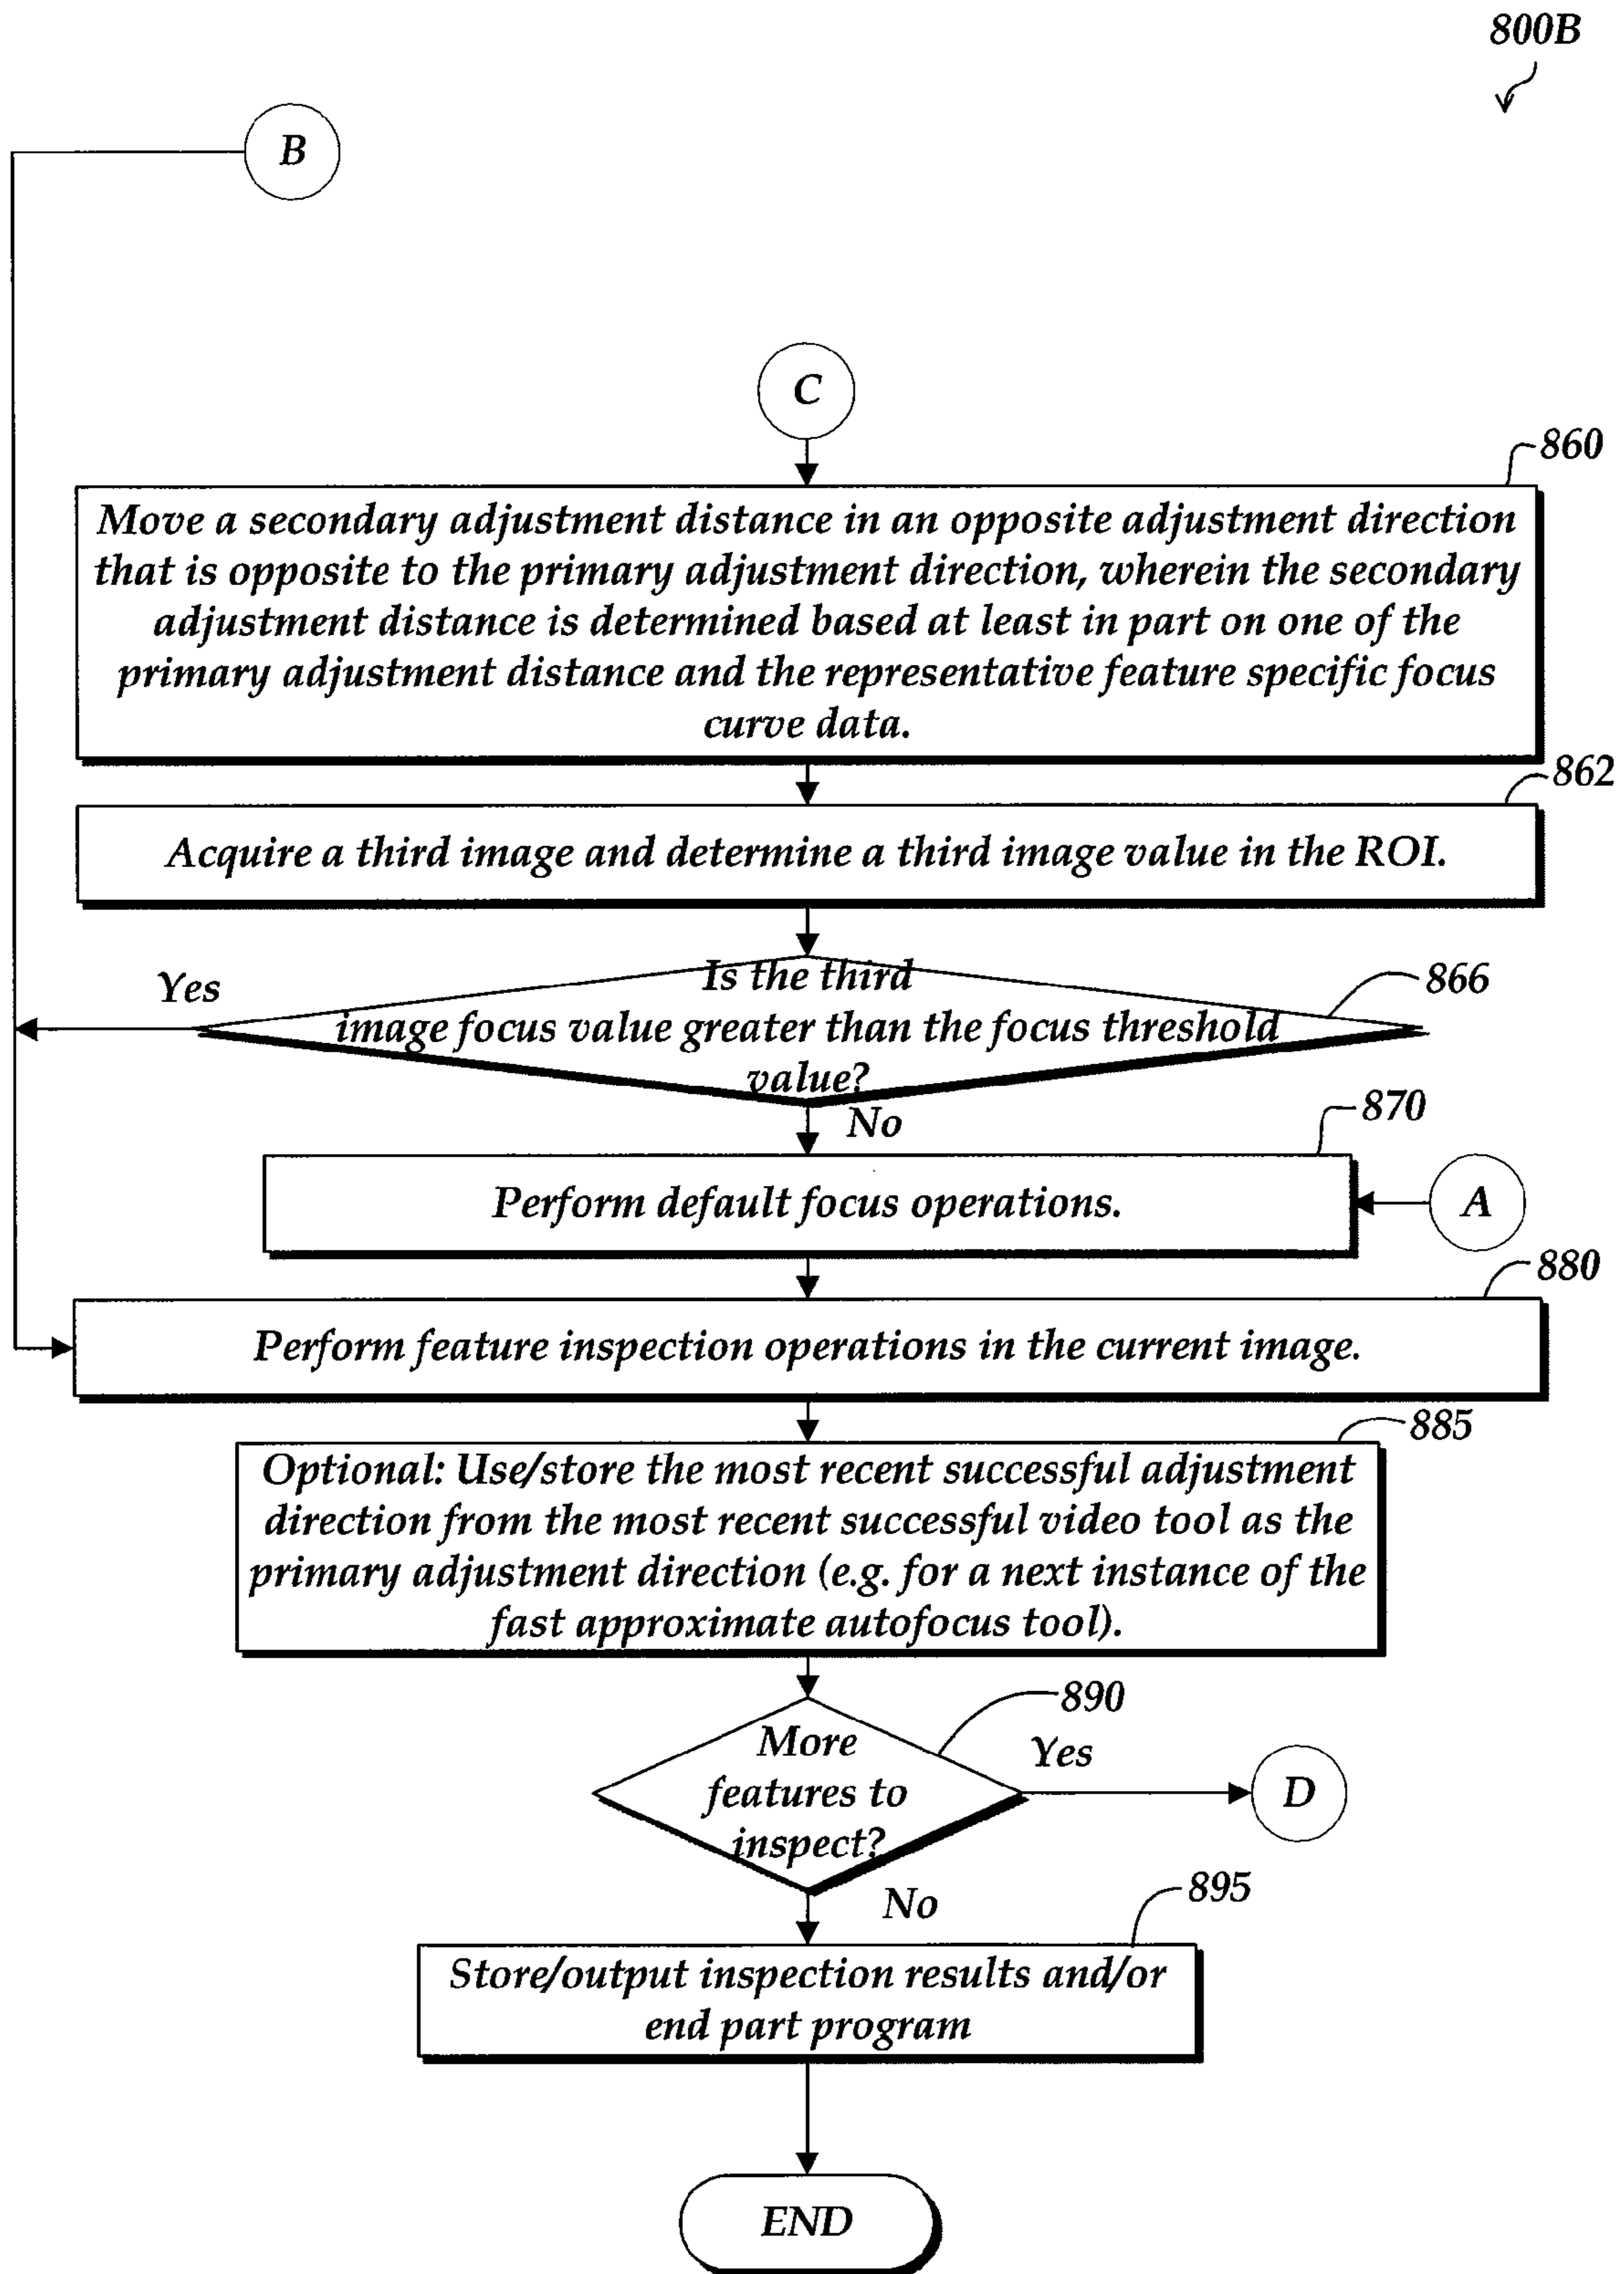 800B
B
C
860
Move a secondary adjustment distance in an opposite adjustment direction
that is opposite to the primary adjustment direction, wherein the secondary
adjustment distance is determined based at least in part on one of the
primary adjustment distance and the representative feature specific focus
curve data.
862
Acquire a third image and determine a third image value in the ROI.
866
Yes
Is the third
image focus value greater than the focus threshold
value?
No
870
Perform default focus operations.
A
880
Perform feature inspection operations in the current image.
885
Optional: Use/store the most recent successful adjustment
direction from the most recent successful video tool as the
primary adjustment direction (e.g. for a next instance of the
fast approximate autofocus tool).
890
More
features to
inspect?
Yes
D
No
895
Store/output inspection results and/or
end part program
END